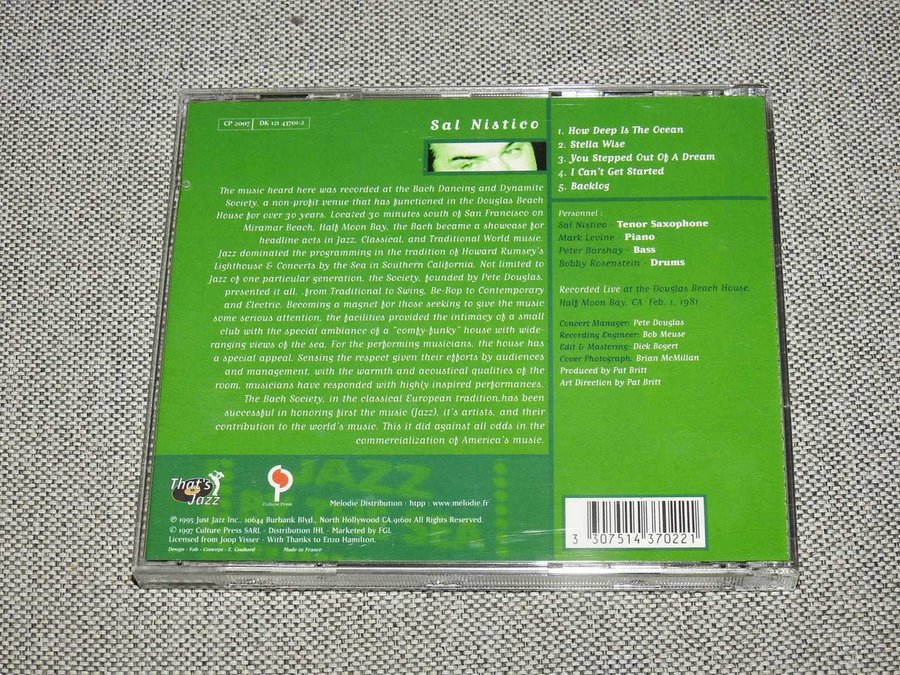 CP 2007 DK 121 43701-2
Sal Nistico
The music heard here was recorded at the Bach Dancing and Dynamite
Society, a non-profit venue that has functioned in the Douglas Beach
House for over 30 years. Located 30 minutes south of San Francisco on
Miramar Beach, Half Moon Bay, the Bach became a showcase for
headline acts in Jazz, Classical, and Traditional World music.
Jazz dominated the programming in the tradition of Howard Rumsey's
Lighthouse & Concerts by the Sea in Southern California. Not limited to
Jazz of one particular generation, the Society, founded by Pete Douglas,
presented it all, .from Traditional to Swing, Be-Bop to Contemporary
and Electric. Becoming a magnet for those seeking to give the music
some serious attention, the facilities provided the intimacy of a small
club with the special ambiance of a "comfy-funky" house with wide-
ranging views of the sea. For the performing musicians, the house has
a special appeal. Sensing the respect given their efforts by audiences
and management, with the warmth and acoustical qualities of the
room, musicians have responded with highly inspired performances.
The Bach Society, in the classical European tradition.has been
successful in honoring first the music (Jazz), it's artists, and their
contribution to the world's music. This it did against all odds in the
commercialization of America's music.
1. How Deep Is The Ocean
2. Stella Wise
3. You Stepped Out Of A Dream
4. I Can't Get Started
5. Backlog
Personnel :
Sal Nistico - Tenor Saxophone
Mark Levine - Piano
Peter Barshay - Bass
Bobby Rosenstein - Drums
Recorded Live at the Douglas Beach House,
Half Moon Bay, CA Feb. 1, 1981
Concert Manager: Pete Douglas
Recording Engineer: Bob Meuse
Edit & Mastering: Dick Bogert
Cover Photograph: Brian McMillan
Produced by Pat Britt
Art Direction by Pat Britt
That's Jazz
Culture Press
JAZZ
Mélodie Distribution : htpp : www.melodie.fr
℗ 1995 Just Jazz Inc., 10644 Burbank Blvd., North Hollywood CA 91601 All Rights Reserved.
© 1997 Culture Press SARL - Distribution IHL - Marketed by FGL
Licensed from Joop Visser - With Thanks to Enzo Hamilton.
Design : Fab - Concept : E. Coubard Made in France
3 307514 370221